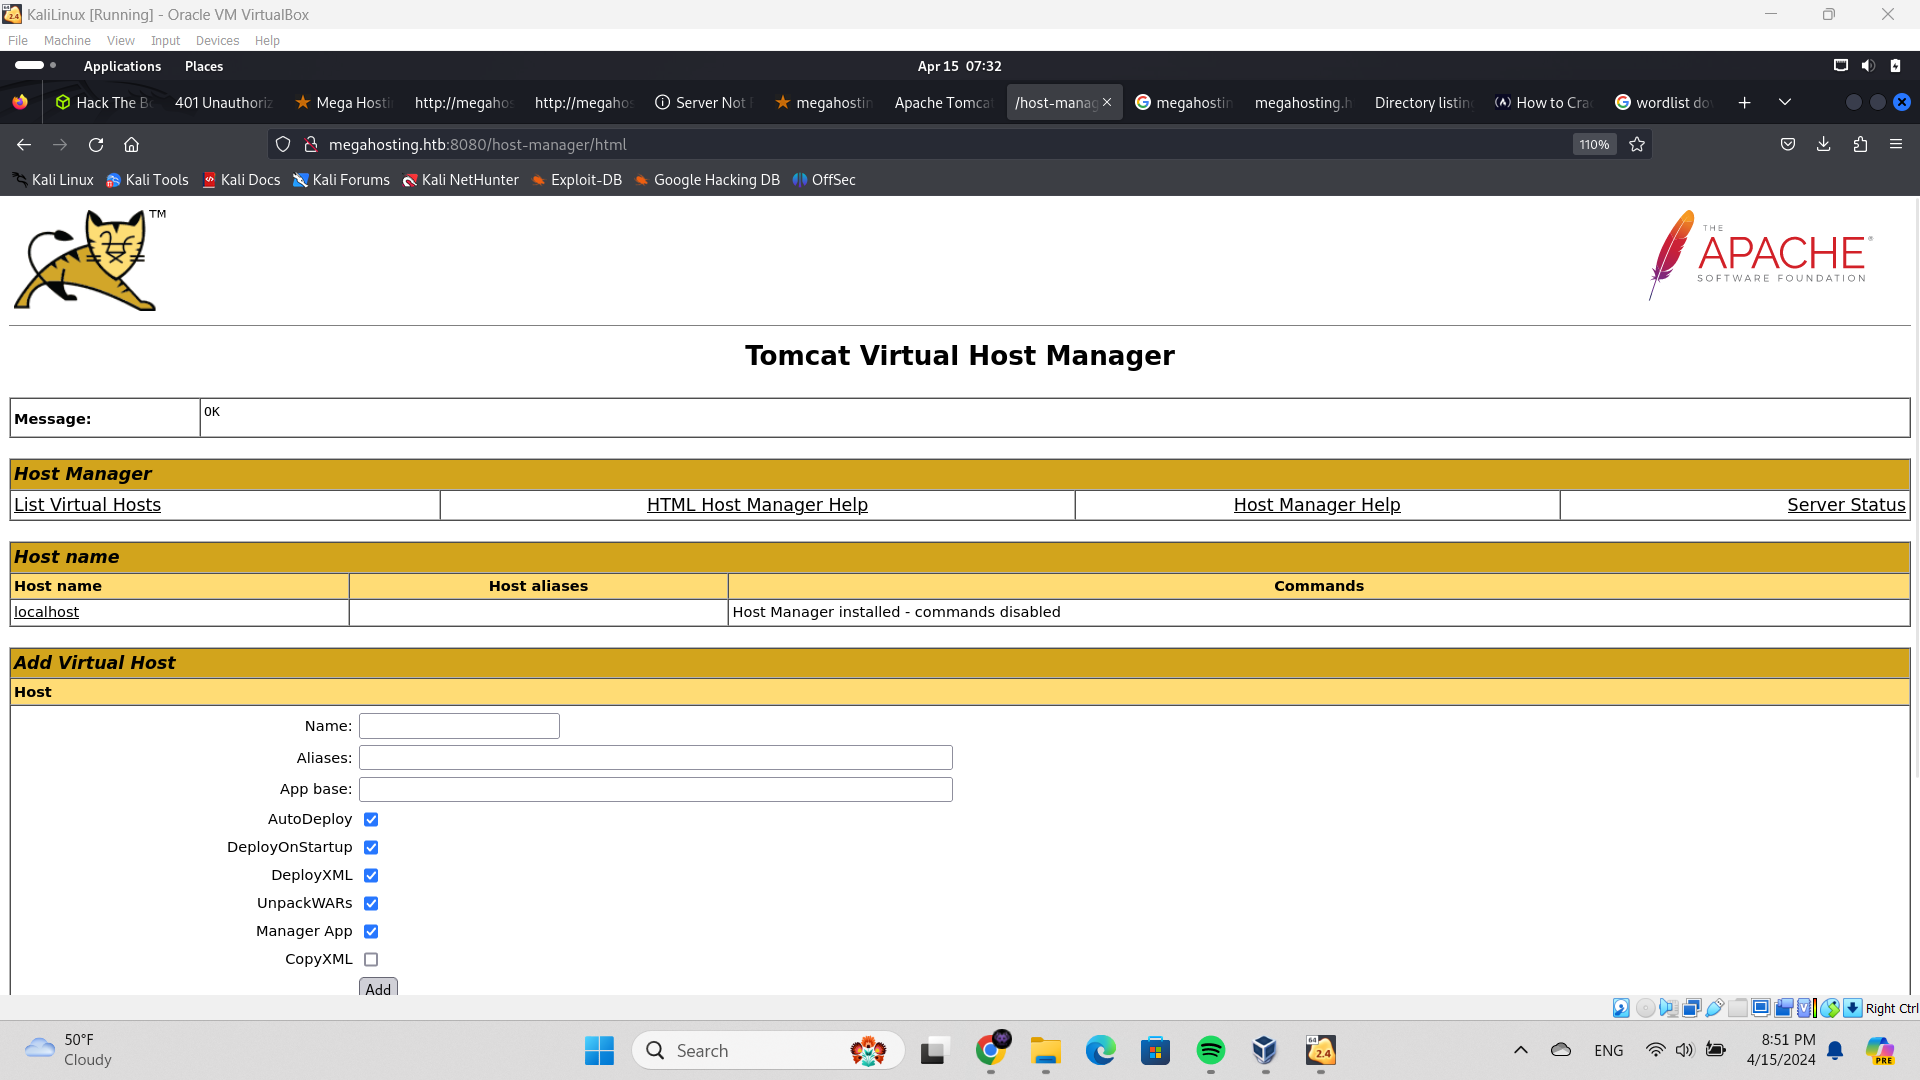 KaliLinux [Running] - Oracle VM VirtualBox
File Machine View Input Devices Help
Applications Places Apr 15 07:32
Hack The B 401 Unauthoriz Mega Hosti http://megahos http://megaho Server Not megahostin Apache Tomca /host-manag megahostin megahosting.h Directory listin How to Crac wordlist do
megahosting.htb:8080/host-manager/html 110%
Kali Linux Kali Tools Kali Docs Kali Forums Kali NetHunter Exploit-DB Google Hacking DB OffSec
TM
THE
APACHE
SOFTWARE FOUNDATION
Tomcat Virtual Host Manager
Message: OK
Host Manager
List Virtual Hosts HTML Host Manager Help Host Manager Help Server Status
Host name
Host name Host aliases Commands
localhost Host Manager installed - commands disabled
Add Virtual Host
Host
Name:
Aliases:
App base:
AutoDeploy
DeployOnStartup
DeployXML
UnpackWARs
Manager App
CopyXML
Add
Right Ctrl
50°F
Cloudy
Search
64
2.4
ENG
8:51 PM
4/15/2024
PRE